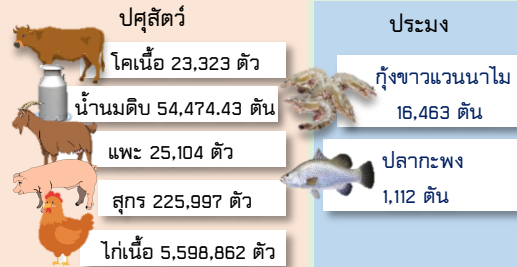 ปศุสัตว์
โคเนื้อ 23,323 ตัว
น้ำนมดิบ 54,474.43 ตัน
แพะ 25,104 ตัว
สุกร 225,997 ตัว
ไก่เนื้อ 5,598,862 ตัว
ประมง
กุ้งขาวแวนนาไม
16,463 ตัน
ปลากะพง
1,112 ตัน